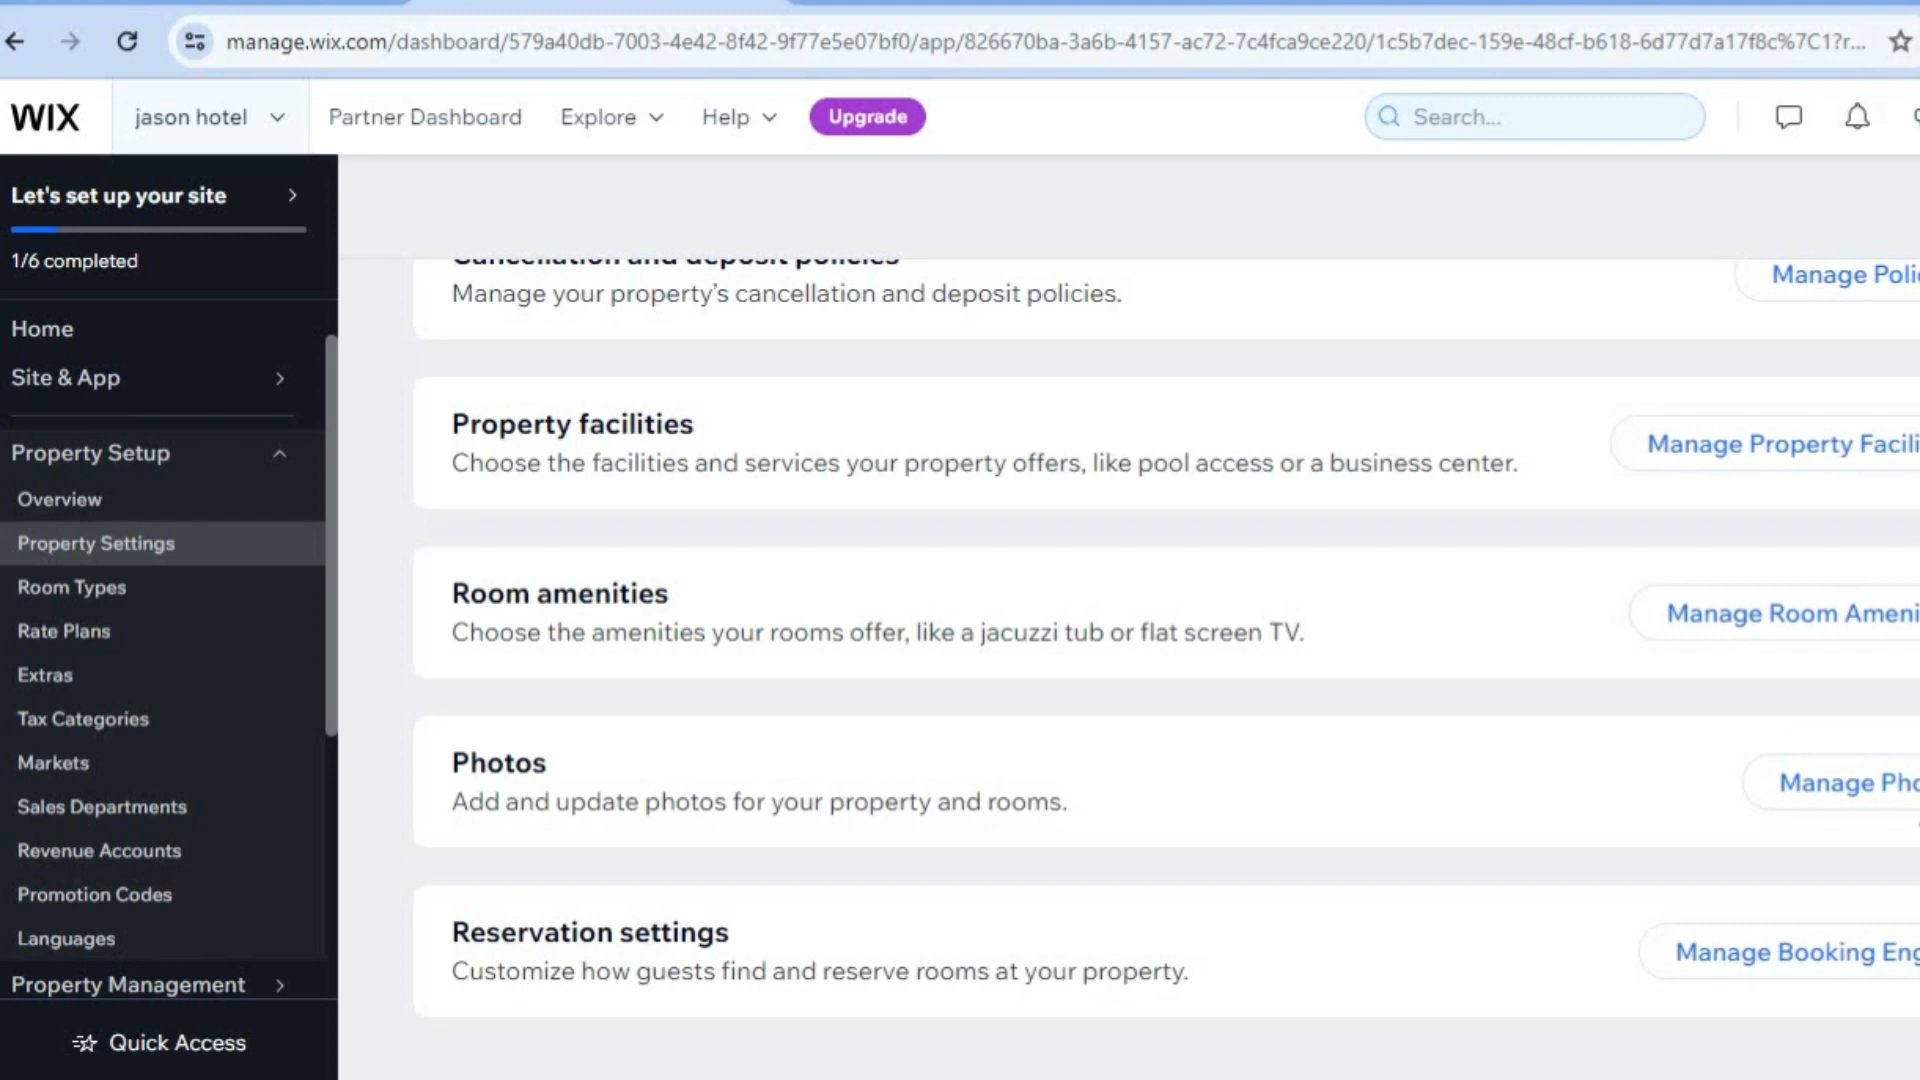 manage.wix.com/dashboard/579a40db-7003-4e42-8f42-9f77e5e07bf0/app/826670ba-3a6b-4157-ac72-7c4fca9ce220/1c5b7dec-159e-48cf-b618-6d77d7a17f8c%7C1?r...
WIX
jason hotel
Partner Dashboard
Explore
Help
Upgrade
Search...
Let's set up your site
1/6 completed
Home
Site & App
Property Setup
Overview
Property Settings
Room Types
Rate Plans
Extras
Tax Categories
Markets
Sales Departments
Revenue Accounts
Promotion Codes
Languages
Property Management
Quick Access
Cancellation and deposit policies
Manage your property's cancellation and deposit policies.
Manage Poli
Property facilities
Choose the facilities and services your property offers, like pool access or a business center.
Manage Property Facili
Room amenities
Choose the amenities your rooms offer, like a jacuzzi tub or flat screen TV.
Manage Room Ameni
Photos
Add and update photos for your property and rooms.
Manage Pho
Reservation settings
Customize how guests find and reserve rooms at your property.
Manage Booking Eng